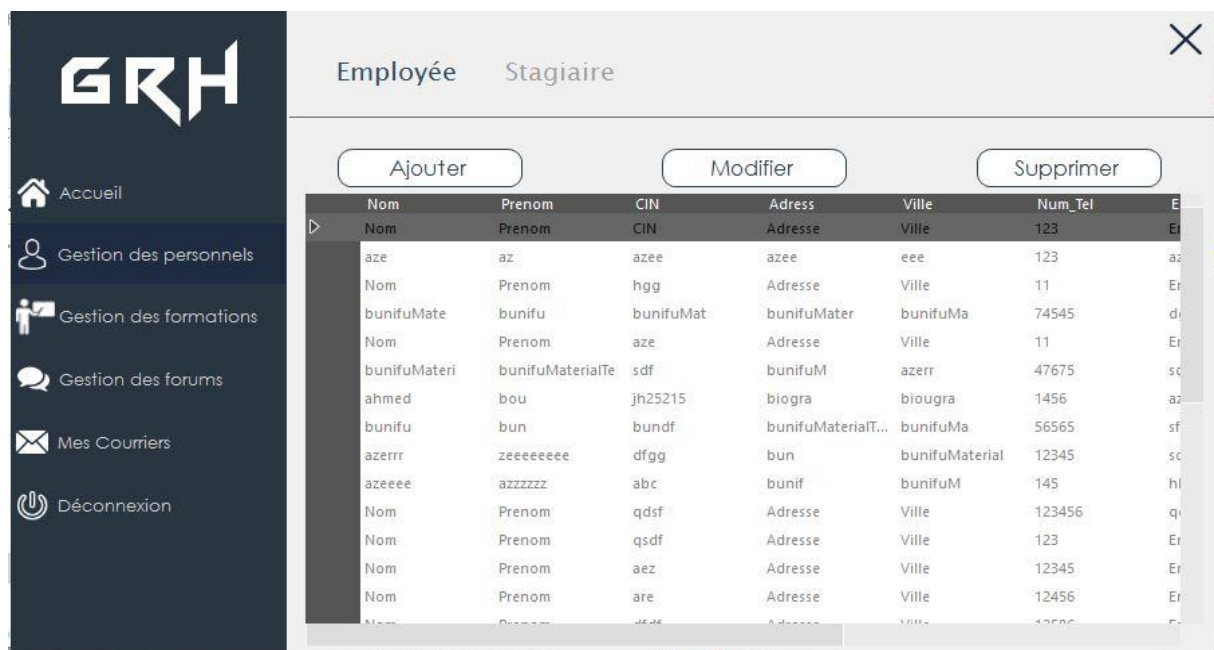 GRH
Employée Stagiaire
Accueil
Gestion des personnels
Gestion des formations
Gestion des forums
Mes Courriers
Déconnexion
Ajouter Modifier Supprimer
Nom Prenom CIN Adress Ville Num_Tel E
Nom Prenom CIN Adresse Ville 123
aze az azee azee eee 123 az
Nom Prenom hgg Adresse Ville 11
bunifuMate bunifu bunifuMat bunifuMater bunifuMa 74545
Nom Prenom aze Adresse Ville 11
bunifuMateri bunifuMaterialTe sdf bunifuM azerr 47675
ahmed bou jh25215 biogra biougra 1456 az
bunifu bun bundf bunifuMaterialT... bunifuMa 56565
azerrr zeeeeeeee dfgg bun bunifuMaterial 12345
azeeee azzzzzz abc bunif bunifuM 145
Nom Prenom qdsf Adresse Ville 123456
Nom Prenom qsdf Adresse Ville 123
Nom Prenom aez Adresse Ville 12345
Nom Prenom are Adresse Ville 12456